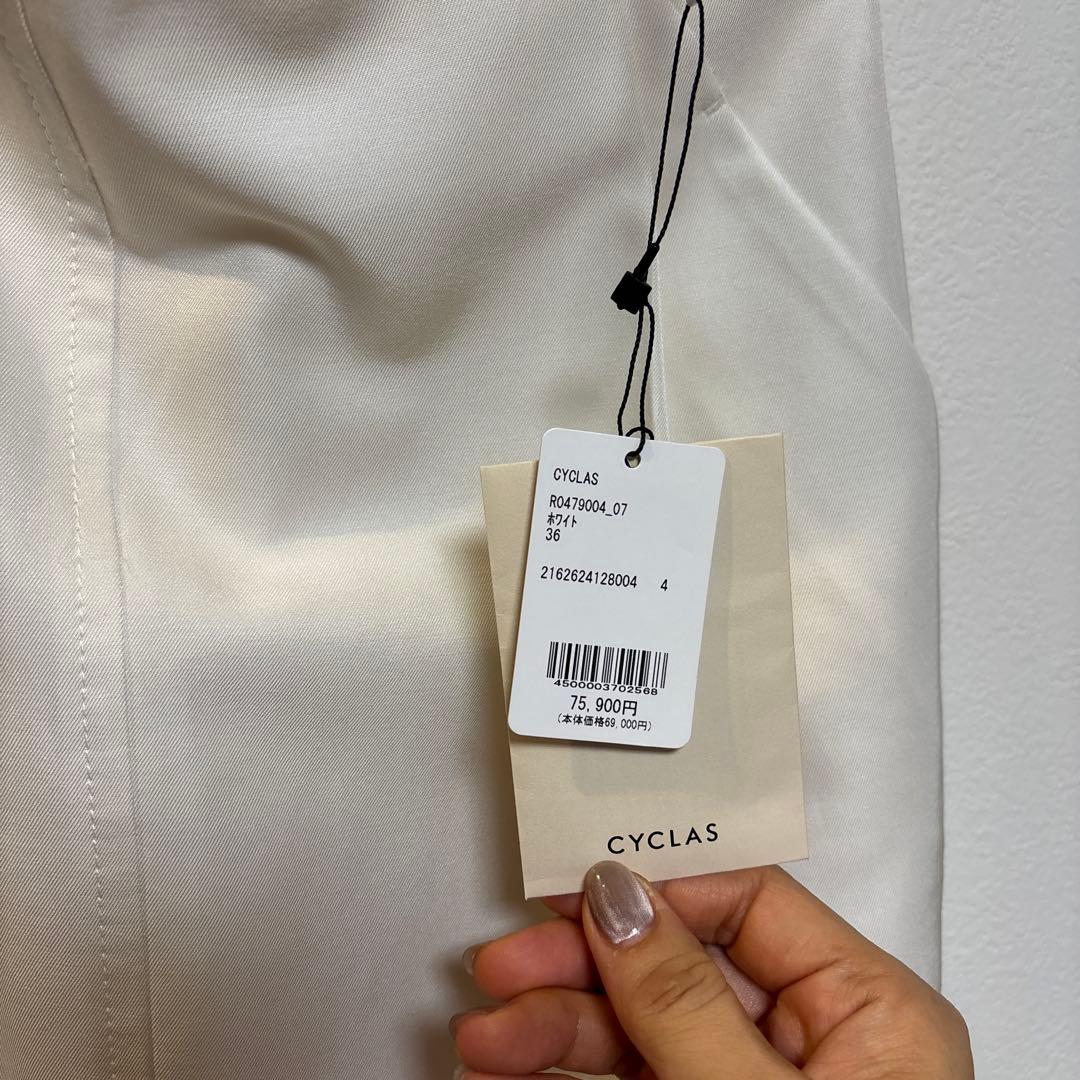 CYCLAS
R0479004_07
ﾎﾜｲﾄ
36
2162624128004 4
4500003702568
75,900円
(本体価格69,000円)
CYCLAS